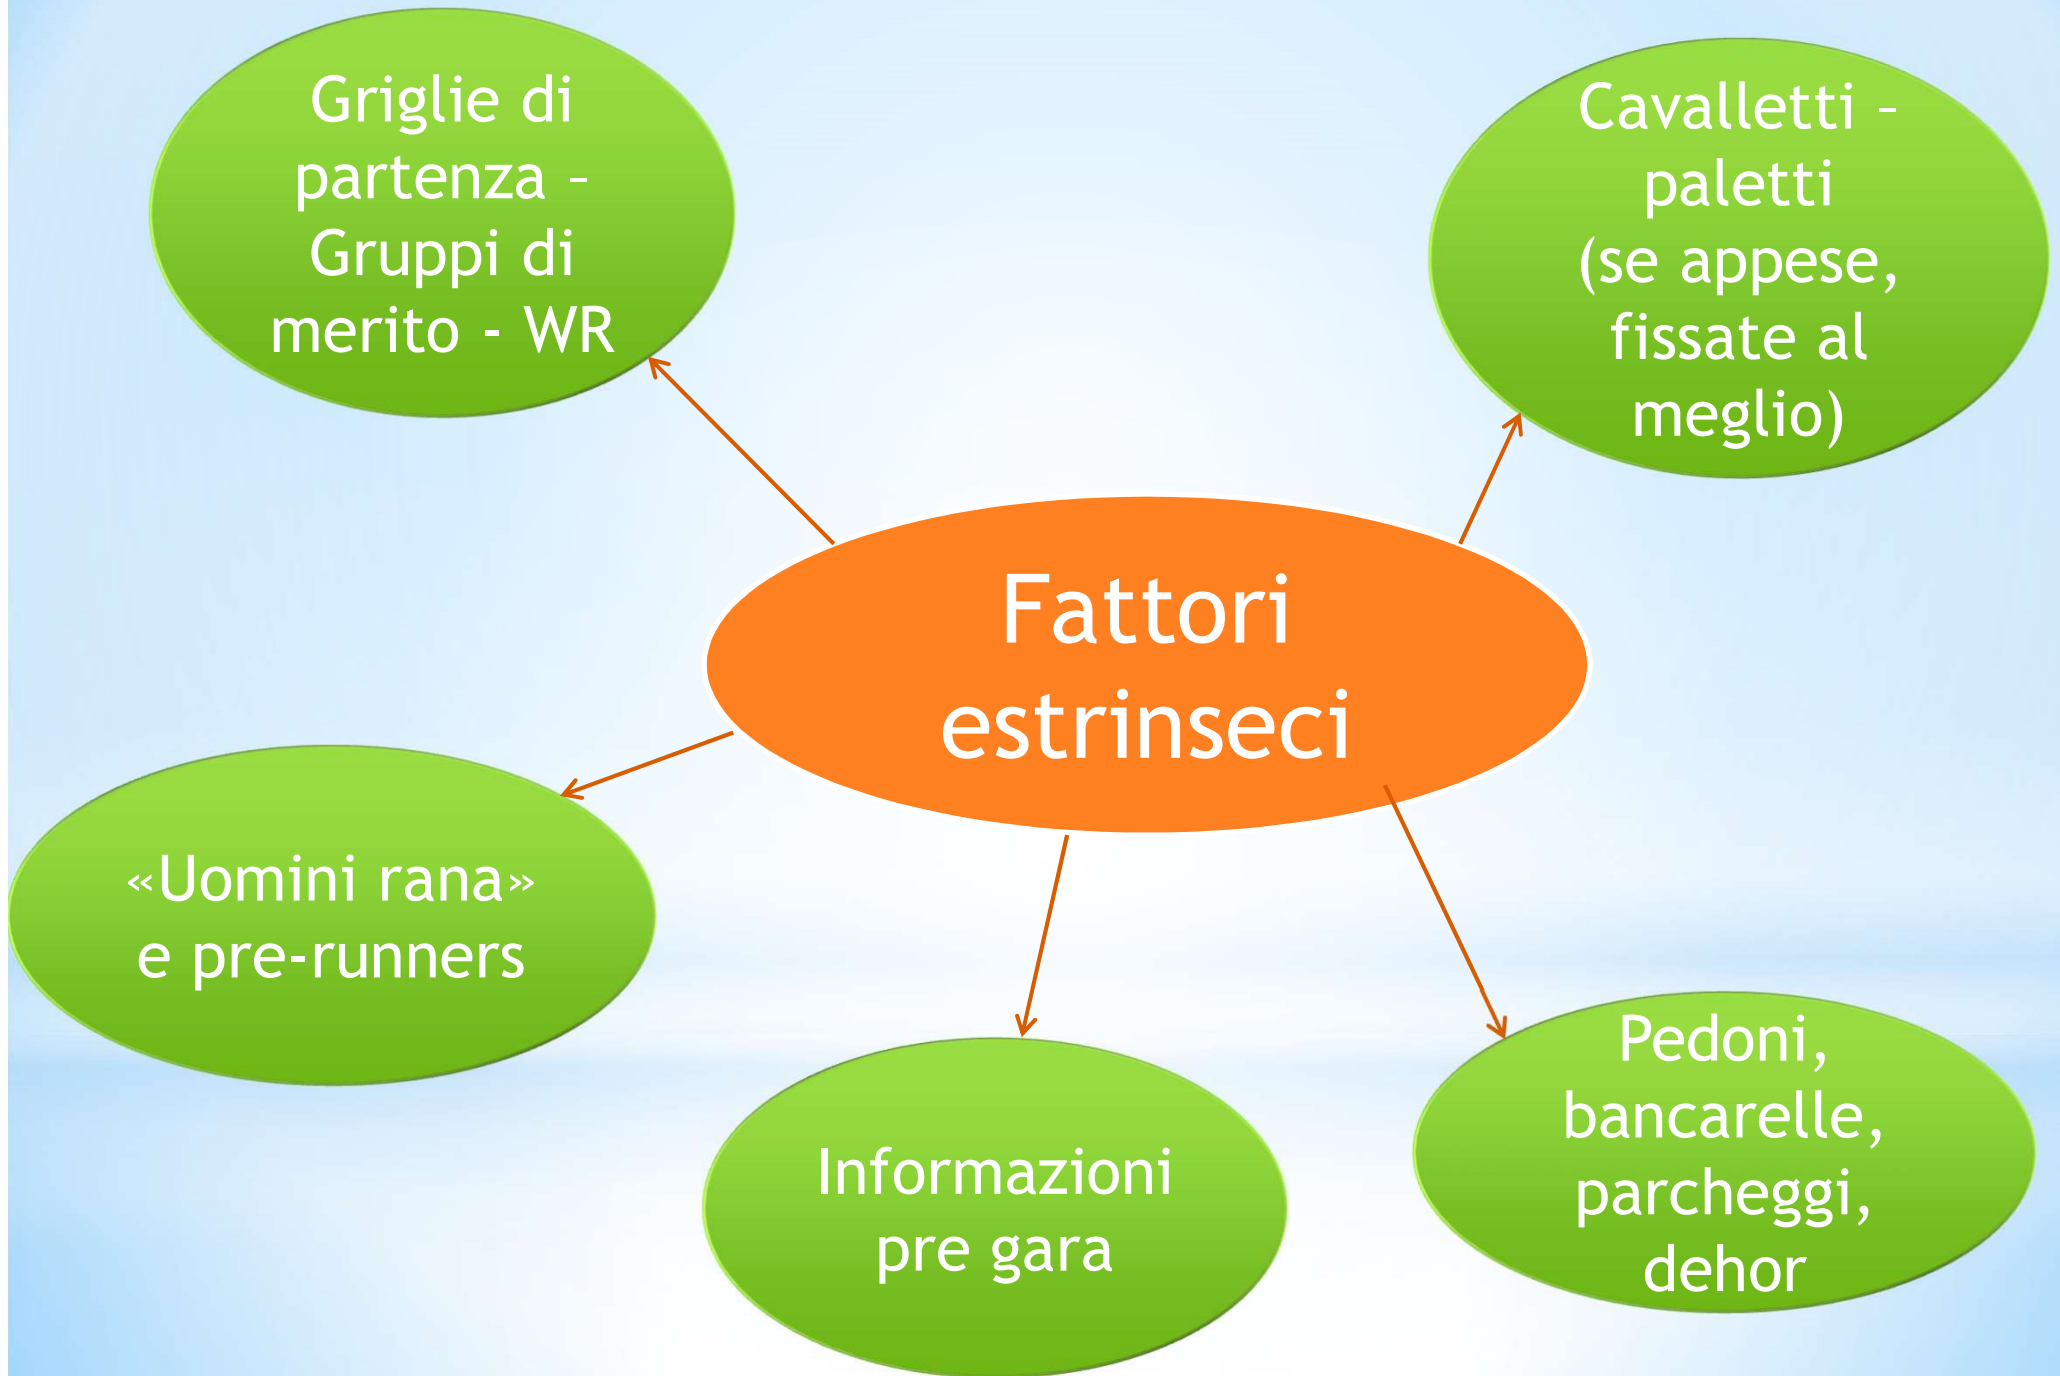 Griglie di
partenza –
Gruppi di
merito - WR
Cavalletti –
paletti
(se appese,
fissate al
meglio)
Fattori
estrinseci
«Uomini rana»
e pre-runners
Informazioni
pre gara
Pedoni,
bancarelle,
parcheggi,
dehor